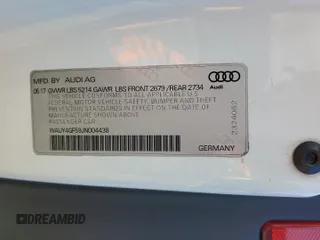 MFD. BY AUDI AG
Audi
06.17 GVWR LBS 5214 GAWR LBS FRONT 2679 /REAR 2734
THIS VEHICLE CONFORMS TO ALL APPLICABLE U.S
FEDERAL MOTOR VEHICLE SAFETY, BUMPER AND THEFT
PREVENTION STANDARDS IN EFFECT ON THE DATE
OF MANUFACTURE SHOWN ABOVE.
PASSENGER CAR
WAUY4GF59JN004438
GERMANY
DREAMBID